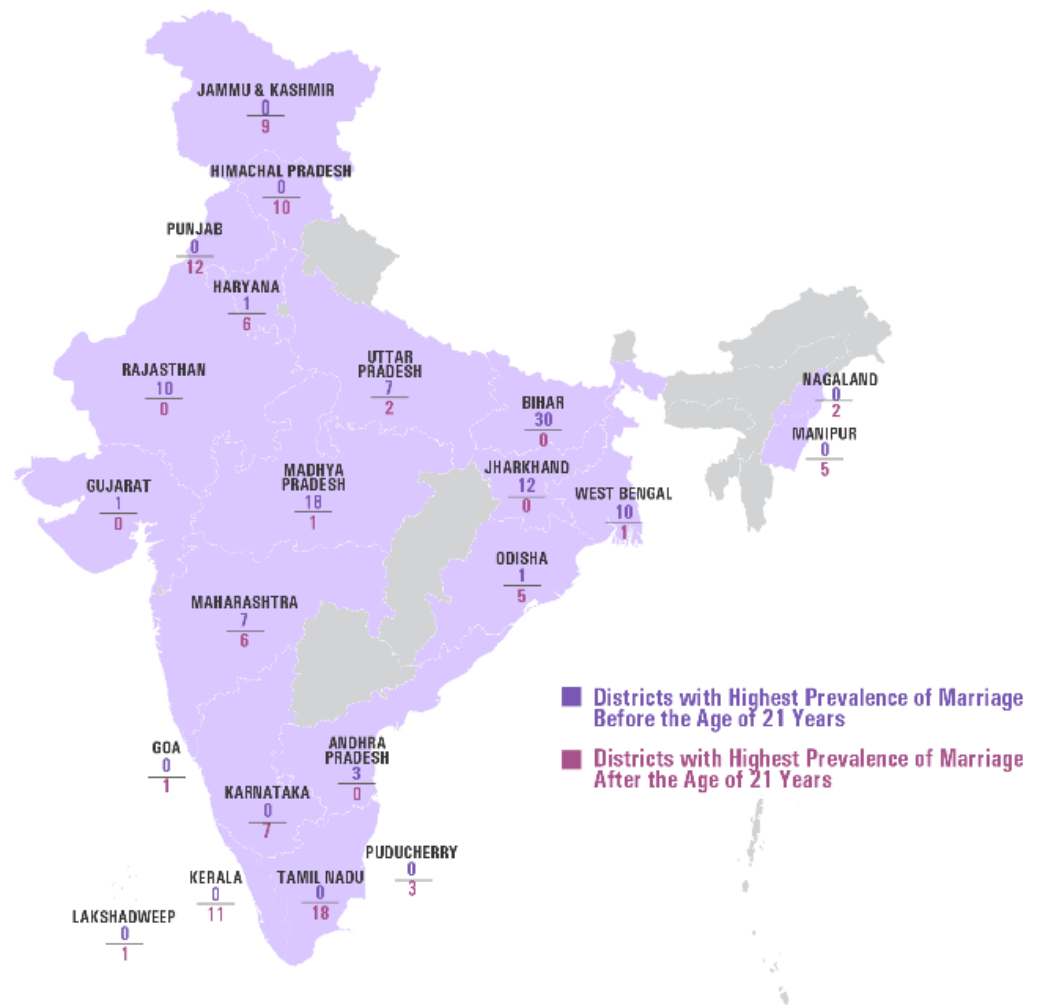 JAMMU & KASHMIR
0
9
HIMACHAL PRADESH
0
10
PUNJAB
0
12
HARYANA
1
6
RAJASTHAN
10
0
UTTAR
PRADESH
7
2
BIHAR
30
0
NAGALAND
0
2
MANIPUR
0
5
GUJARAT
1
0
MADHYA
PRADESH
18
1
JHARKHAND
12
0
WEST BENGAL
10
1
ODISHA
1
5
MAHARASHTRA
7
6
Districts with Highest Prevalence of Marriage
Before the Age of 21 Years
Districts with Highest Prevalence of Marriage
After the Age of 21 Years
GOA
0
1
ANDHRA
PRADESH
3
0
KARNATAKA
0
7
PUDUCHERRY
0
3
KERALA
0
11
TAMIL NADU
0
18
LAKSHADWEEP
0
1